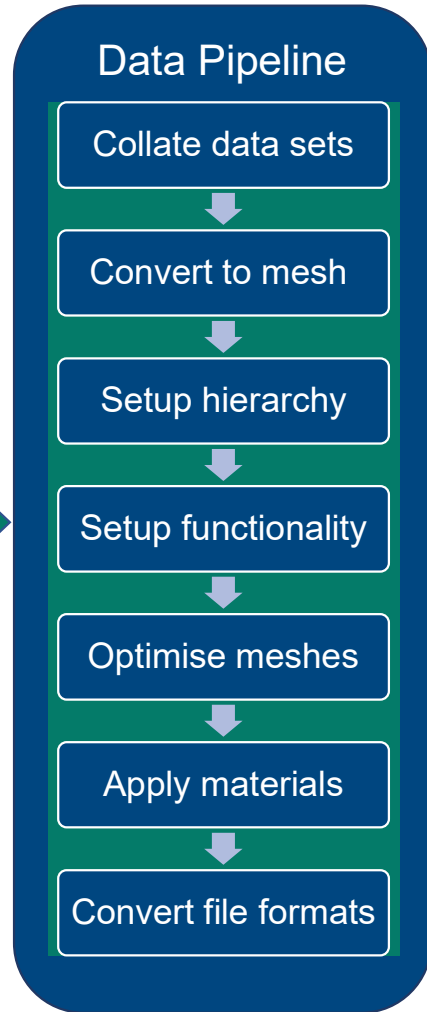 Data Pipeline
Collate data sets
Convert to mesh
Setup hierarchy
Setup functionality
Optimise meshes
Apply materials
Convert file formats